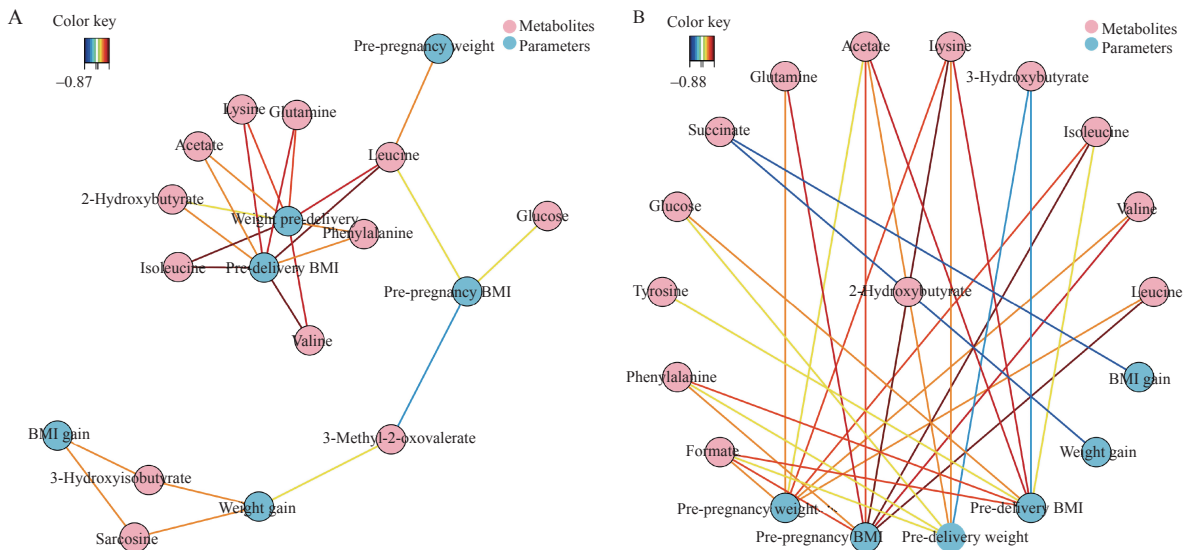 A
Color key
−0.87
Metabolites
Parameters
Pre-pregnancy weight
Lysine
Glutamine
Acetate
Leucine
2-Hydroxybutyrate
Weight pre-delivery
Glucose
Phenylalanine
Isoleucine
Pre-delivery BMI
Pre-pregnancy BMI
Valine
BMI gain
3-Methyl-2-oxovalerate
3-Hydroxyisobutyrate
Weight gain
Sarcosine
B
Color key
−0.88
Metabolites
Parameters
Acetate
Lysine
Glutamine
3-Hydroxybutyrate
Succinate
Isoleucine
Glucose
Valine
Tyrosine
2-Hydroxybutyrate
Leucine
Phenylalanine
BMI gain
Formate
Weight gain
Pre-pregnancy weight
Pre-delivery BMI
Pre-pregnancy BMI
Pre-delivery weight